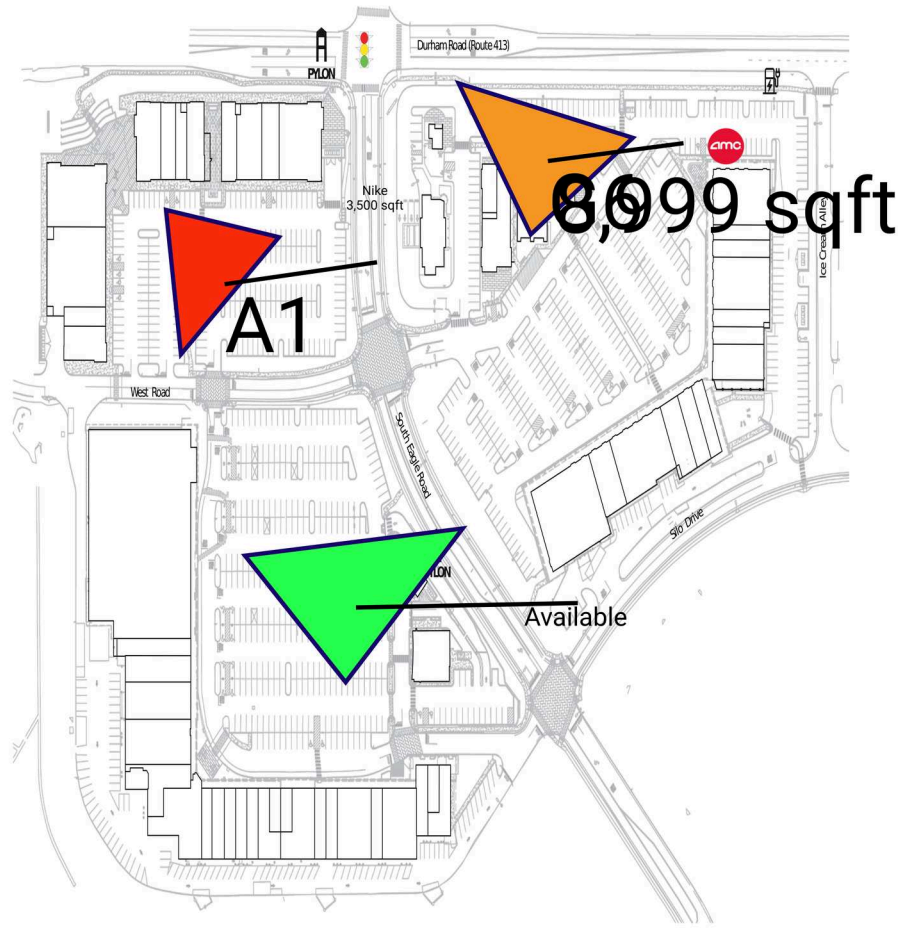 Durham Road (Route 413)
PYLON
amc
Nike
3,500 sqft
sqft
Ice Cream Alley
A1
West Road
South Eagle Road
Silo Drive
Available